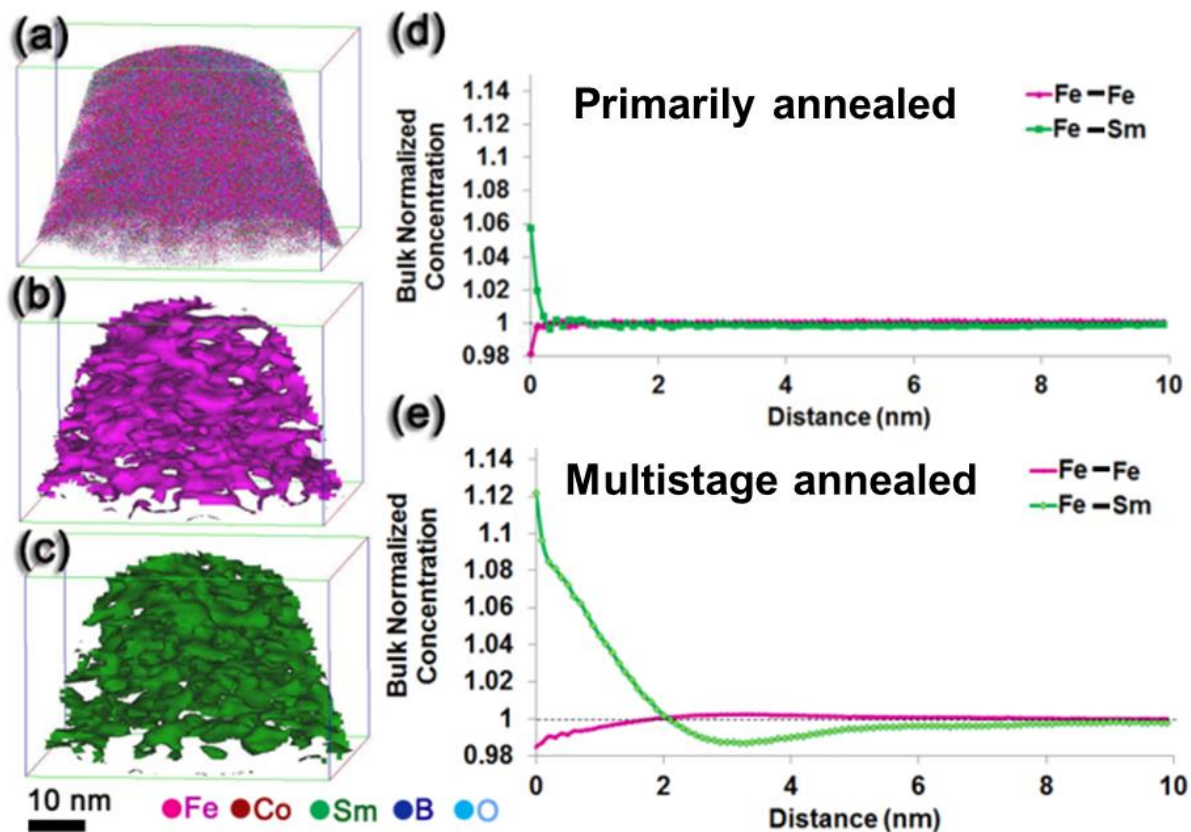 (a)
(b)
(c)
10 nm
Fe Co Sm B O
(d)
Primarily annealed
Fe Fe
Fe Sm
Bulk Normalized
Concentration
1.14
1.12
1.1
1.08
1.06
1.04
1.02
1
0.98
0 2 4 6 8 10
Distance (nm)
(e)
Multistage annealed
Fe Fe
Fe Sm
Bulk Normalized
Concentration
1.14
1.12
1.1
1.08
1.06
1.04
1.02
1
0.98
0 2 4 6 8 10
Distance (nm)